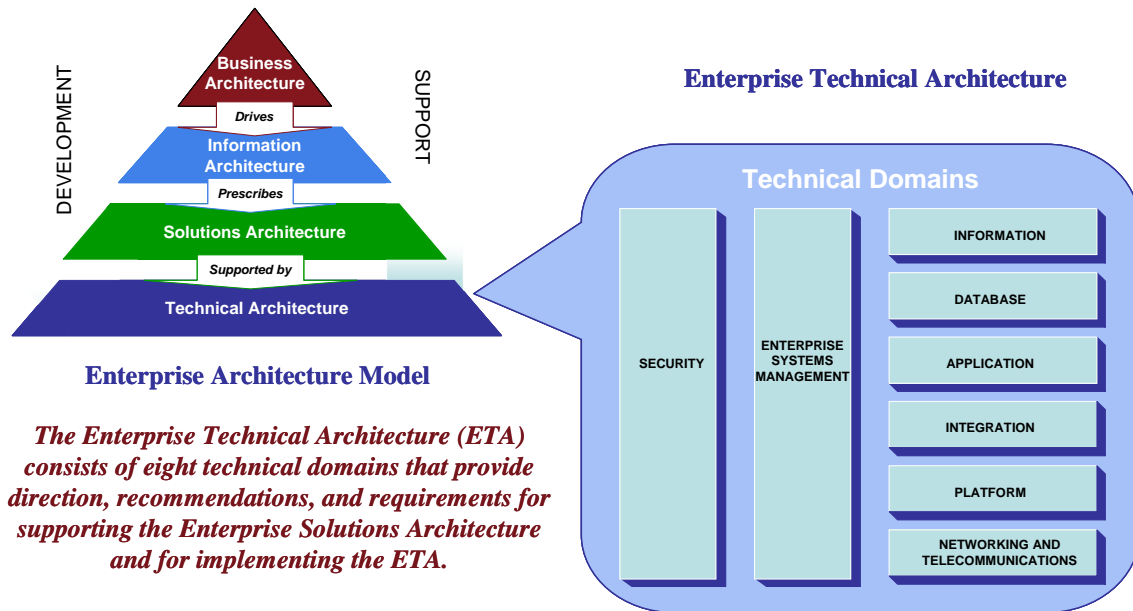 Business
Architecture
Drives
Information
Architecture
Prescribes
Solutions Architecture
Supported by
Technical Architecture
DEVELOPMENT
SUPPORT
Enterprise Architecture Model
The Enterprise Technical Architecture (ETA)
consists of eight technical domains that provide
direction, recommendations, and requirements for
supporting the Enterprise Solutions Architecture
and for implementing the ETA.
Enterprise Technical Architecture
Technical Domains
SECURITY
ENTERPRISE
SYSTEMS
MANAGEMENT
INFORMATION
DATABASE
APPLICATION
INTEGRATION
PLATFORM
NETWORKING AND
TELECOMMUNICATIONS